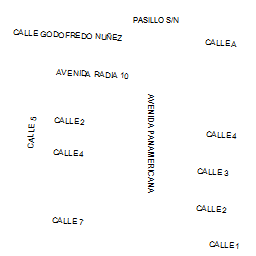 PASILLO S/N
CALLE GODOFREDO NUÑEZ
CALLE A
AVENIDA RADIA 10
AVENIDA PANAMERICANA
CALLE 5
CALLE 2
CALLE 4
CALLE 4
CALLE 3
CALLE 2
CALLE 7
CALLE 1